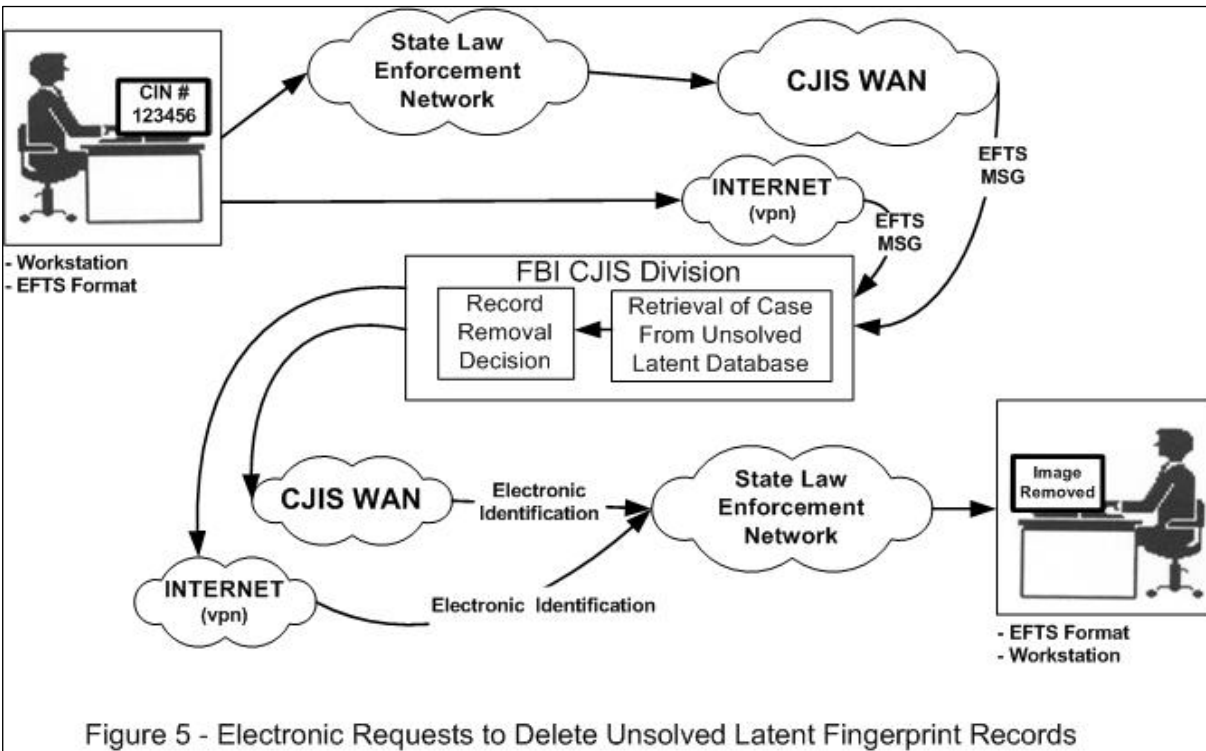 CIN #
123456
- Workstation
- EFTS Format
State Law
Enforcement
Network
CJIS WAN
EFTS
MSG
INTERNET
(vpn)
EFTS
MSG
FBI CJIS Division
Record
Removal
Decision
Retrieval of Case
From Unsolved
Latent Database
CJIS WAN
Electronic
Identification
INTERNET
(vpn)
Electronic Identification
State Law
Enforcement
Network
Image
Removed
- EFTS Format
- Workstation
Figure 5 - Electronic Requests to Delete Unsolved Latent Fingerprint Records